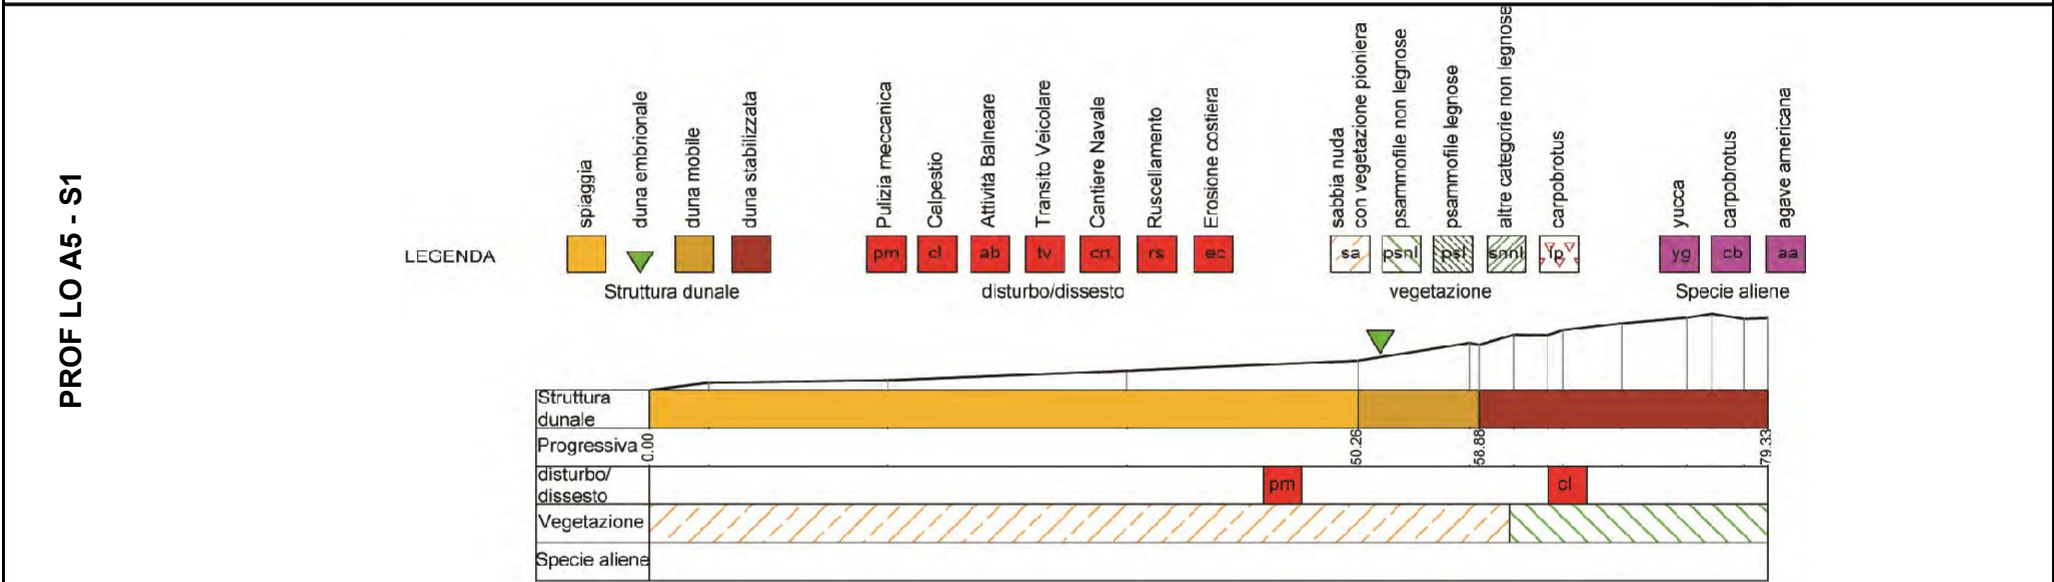 PROF LO A5 - S1
LEGENDA
spiaggia
duna embrionale
duna mobile
duna stabilizzata
Struttura dunale
Pulizia meccanica
Calpestio
Attività Balneare
Transito Veicolare
Cantiere Navale
Ruscellamento
Erosione costiera
pm
cl
ab
tv
cn
rs
ec
disturbo/dissesto
sabbia nuda
con vegetazione pioniera
psammofile non legnose
psammofile legnose
altre categorie non legnose
carpobrotus
sa
psnl
psl
snnl
fp
vegetazione
yucca
carpobrotus
agave americana
yg
cb
aa
Specie aliene
Struttura
dunale
Progressiva
0.00
50.26
58.88
79.33
disturbo/
dissesto
pm
cl
Vegetazione
Specie aliene